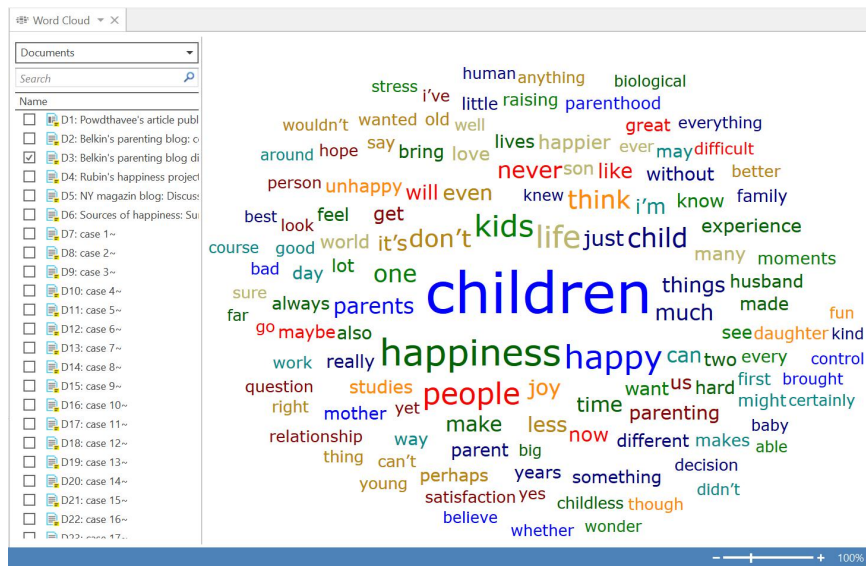 Word Cloud
Documents
Search
Name
D1: Powdthavee's article publ
D2: Belkin's parenting blog: c
D3: Belkin's parenting blog di
D4: Rubin's happiness project
D5: NY magazin blog: Discus
D6: Sources of happiness: Su
D7: case 1~
D8: case 2~
D9: case 3~
D10: case 4~
D11: case 5~
D12: case 6~
D13: case 7~
D14: case 8~
D15: case 9~
D16: case 10~
D17: case 11~
D18: case 12~
D19: case 13~
D20: case 14~
D21: case 15~
D22: case 16~
D23: case 17~
human anything
stress i've biological
little raising parenthood
wouldn't wanted old well great everything
around hope say bring love lives happier ever may difficult
person unhappy will even never son like without better
knew think i'm know family
best look feel get kids life just child experience
course good world it's don't many moments
bad day lot one children things husband
sure always parents much made
far fun
go maybe also see daughter kind
work really happiness happy can two every control
question studies people joy want us hard first brought
right mother yet time parenting might certainly
relationship way make less now different makes baby
parent big able
thing can't decision
young perhaps years something didn't
satisfaction yes childless though
believe whether wonder
100%